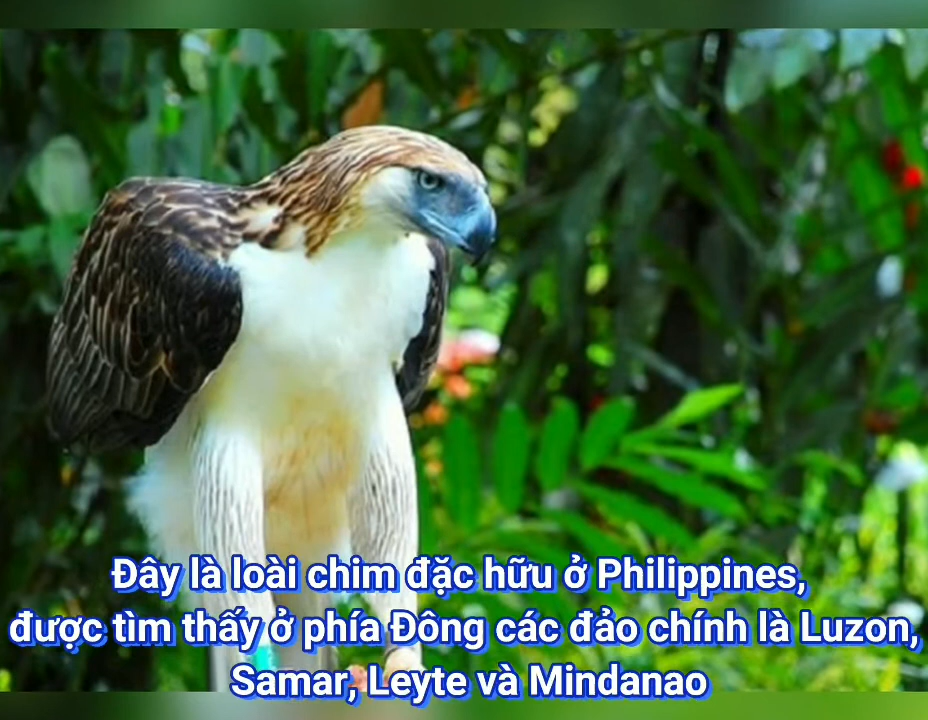 Đây là loài chim đặc hữu ở Philippines,
được tìm thấy ở phía Đông các đảo chính là Luzon,
Samar, Leyte và Mindanao